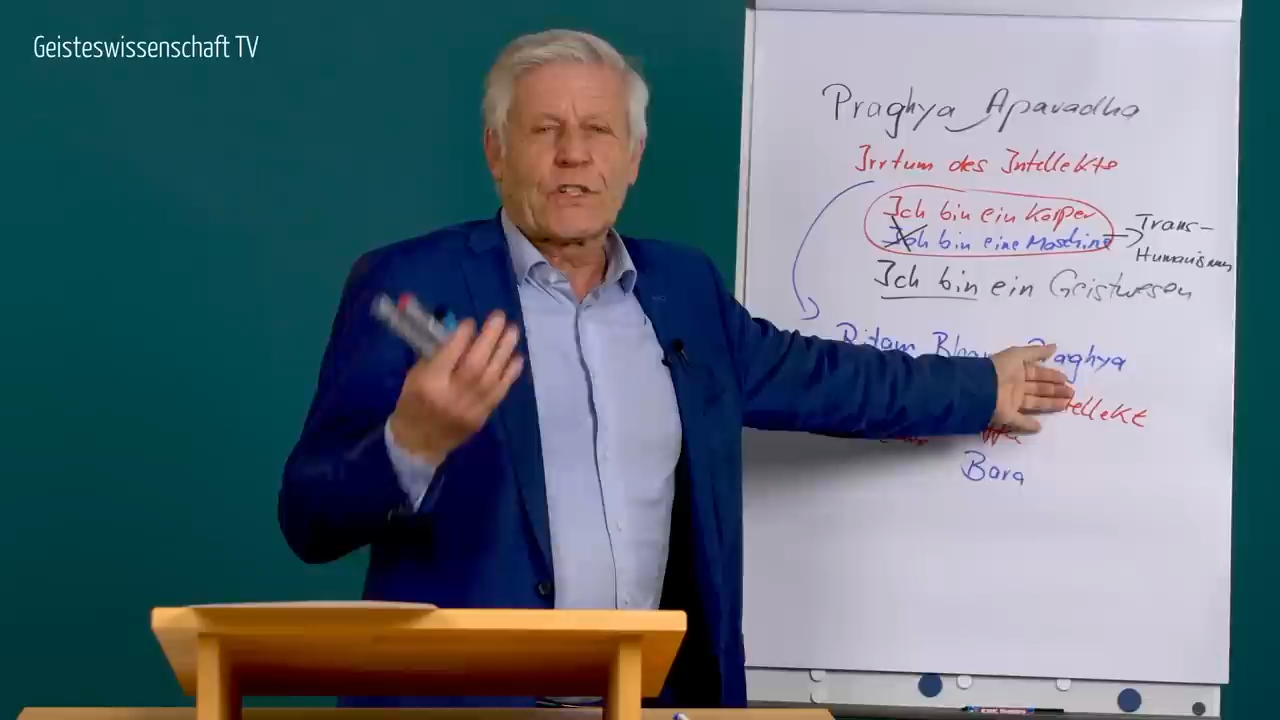 Geisteswissenschaft TV
Praghya Aparadha
Irrtum des Intellekts
Ich bin ein Körper
Ich bin eine Maschine
Trans-
Humanismus
Ich bin ein Geistwesen
Ritam Praghya
Bara